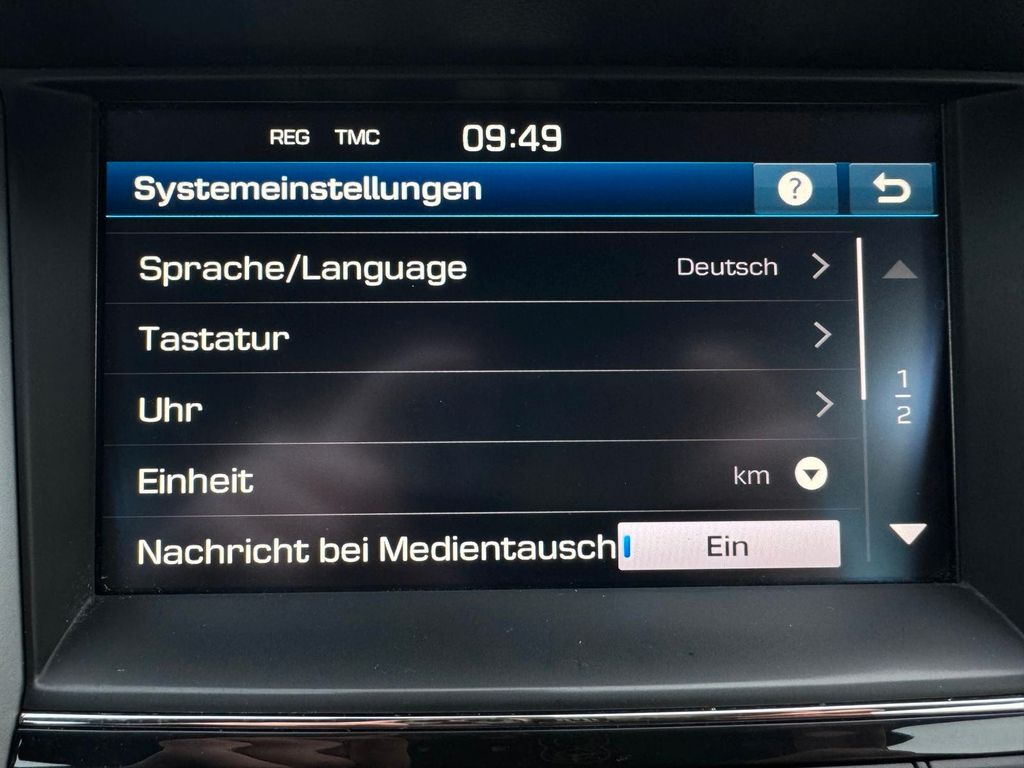 REG TMC 09:49
Systemeinstellungen ?
Sprache/Language Deutsch
Tastatur
Uhr
1
2
Einheit km
Nachricht bei Medientausch Ein